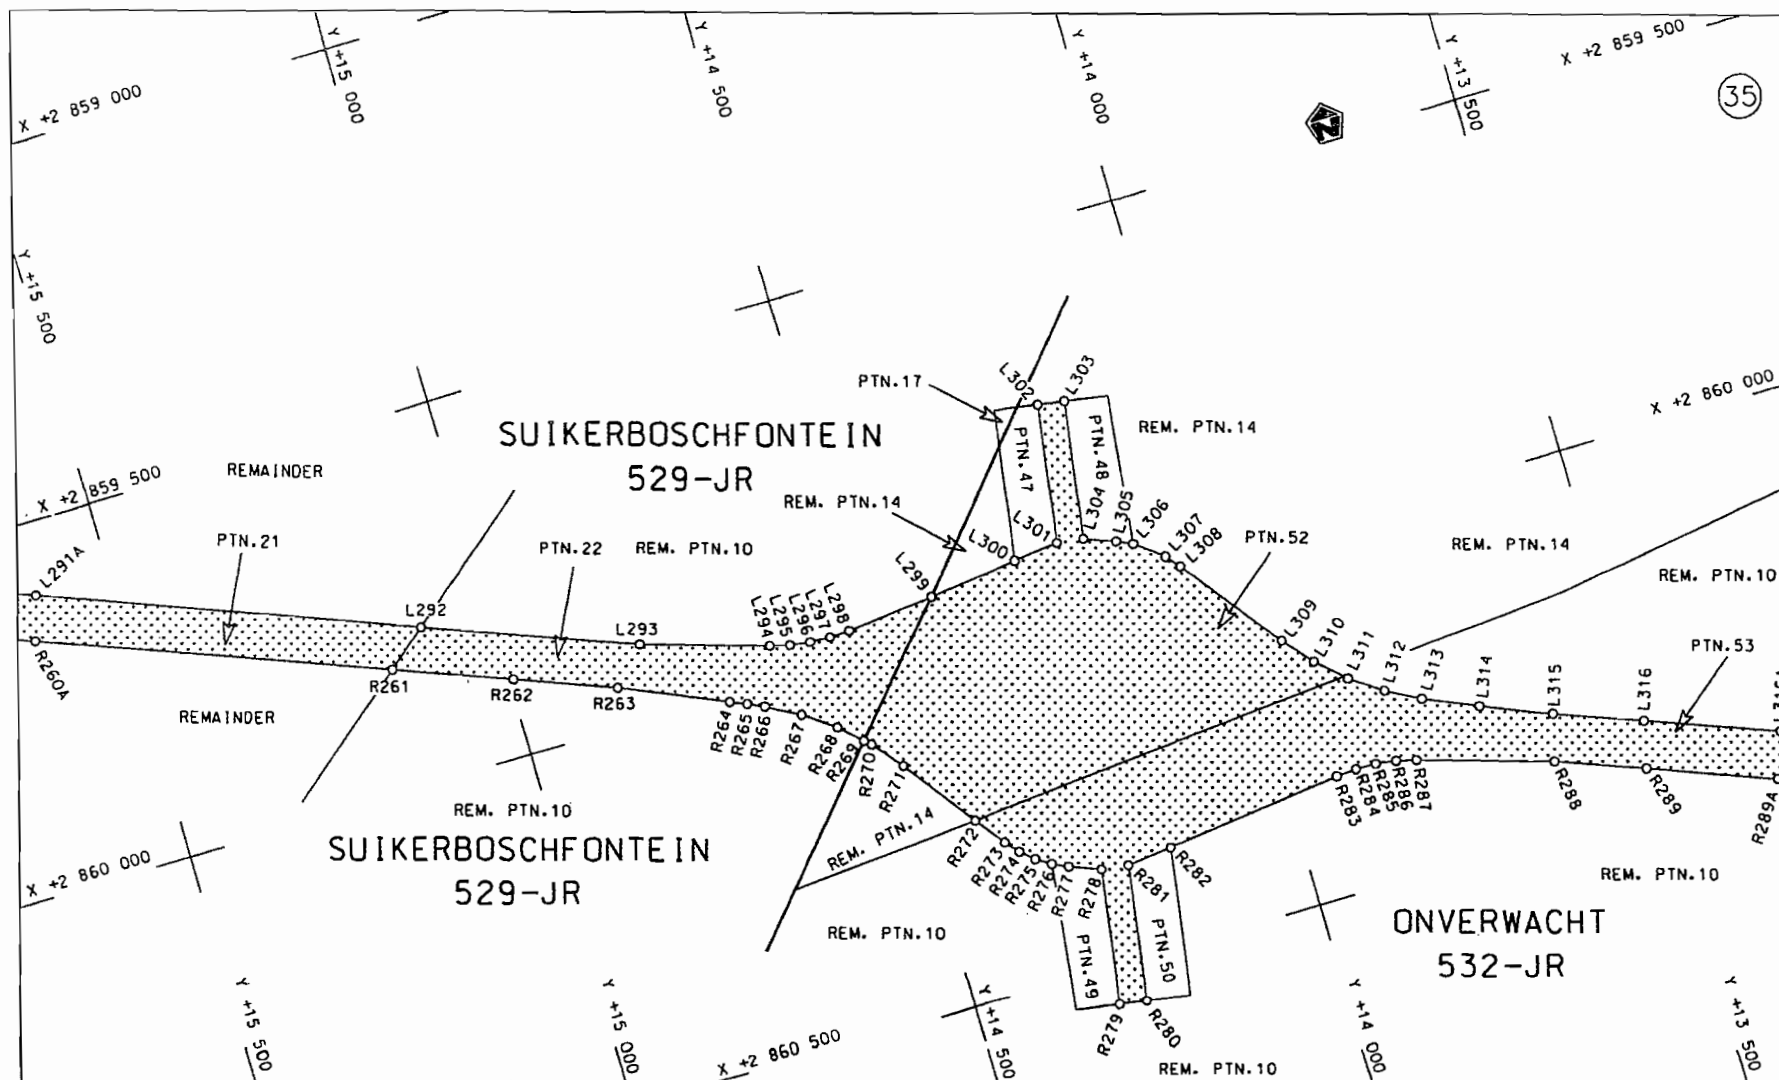 Y +15 000
Y +14 500
Y +14 000
Y +13 500
X +2 859 500
35
X +2 859 000
Y +15 500
N
X +2 860 000
PTN.17
L302
L303
SUIKERBOSCHFONTEIN
529-JR
REMAINDER
X +2 859 500
PTN.47
PTN.48
REM. PTN.14
REM. PTN.14
L304
L305
L306
L307
L308
L301
L300
L299
PTN.52
REM. PTN.14
REM. PTN.10
PTN.21
PTN.22
REM. PTN.10
L291A
L292
L293
L294
L295
L296
L297
L298
L309
L310
L311
L312
L313
L314
L315
L316
PTN.53
R260A
R261
R262
R263
R264
R265
R266
R267
R268
R269
R270
R271
R272
R273
R274
R275
R276
R277
R278
R281
R282
R283
R284
R285
R286
R287
R288
R289
R289A
REMAINDER
REM. PTN.10
SUIKERBOSCHFONTEIN
529-JR
REM. PTN.14
X +2 860 000
REM. PTN.10
PTN.49
PTN.50
REM. PTN.10
ONVERWACHT
532-JR
R279
R280
Y +15 500
Y +15 000
X +2 860 500
Y +14 500
REM. PTN.10
Y +14 000
Y +13 500